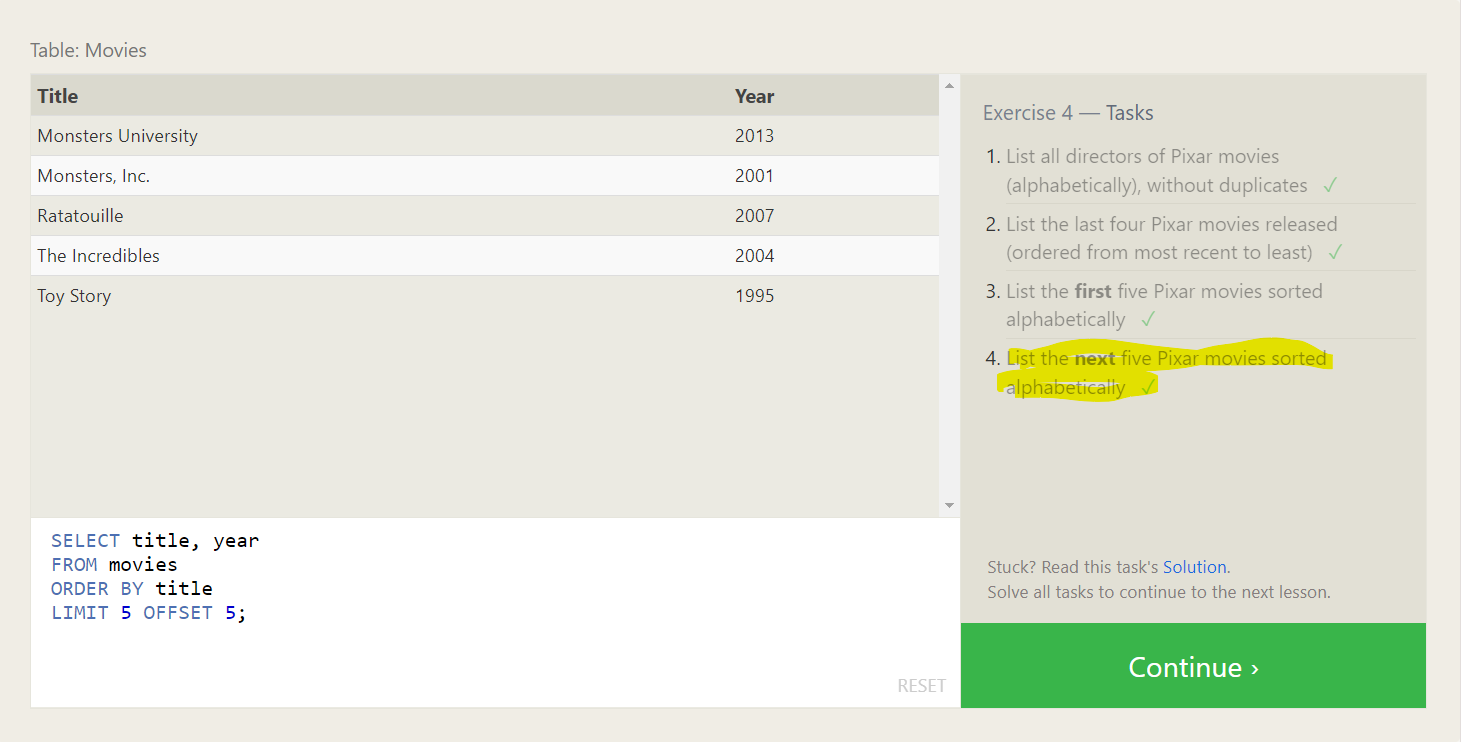 Table: Movies
Title Year
Monsters University 2013
Monsters, Inc. 2001
Ratatouille 2007
The Incredibles 2004
Toy Story 1995
SELECT title, year
FROM movies
ORDER BY title
LIMIT 5 OFFSET 5;
RESET
Exercise 4 — Tasks
1. List all directors of Pixar movies
(alphabetically), without duplicates ✓
2. List the last four Pixar movies released
(ordered from most recent to least) ✓
3. List the first five Pixar movies sorted
alphabetically ✓
4. List the next five Pixar movies sorted
alphabetically ✓
Stuck? Read this task's Solution.
Solve all tasks to continue to the next lesson.
Continue ›